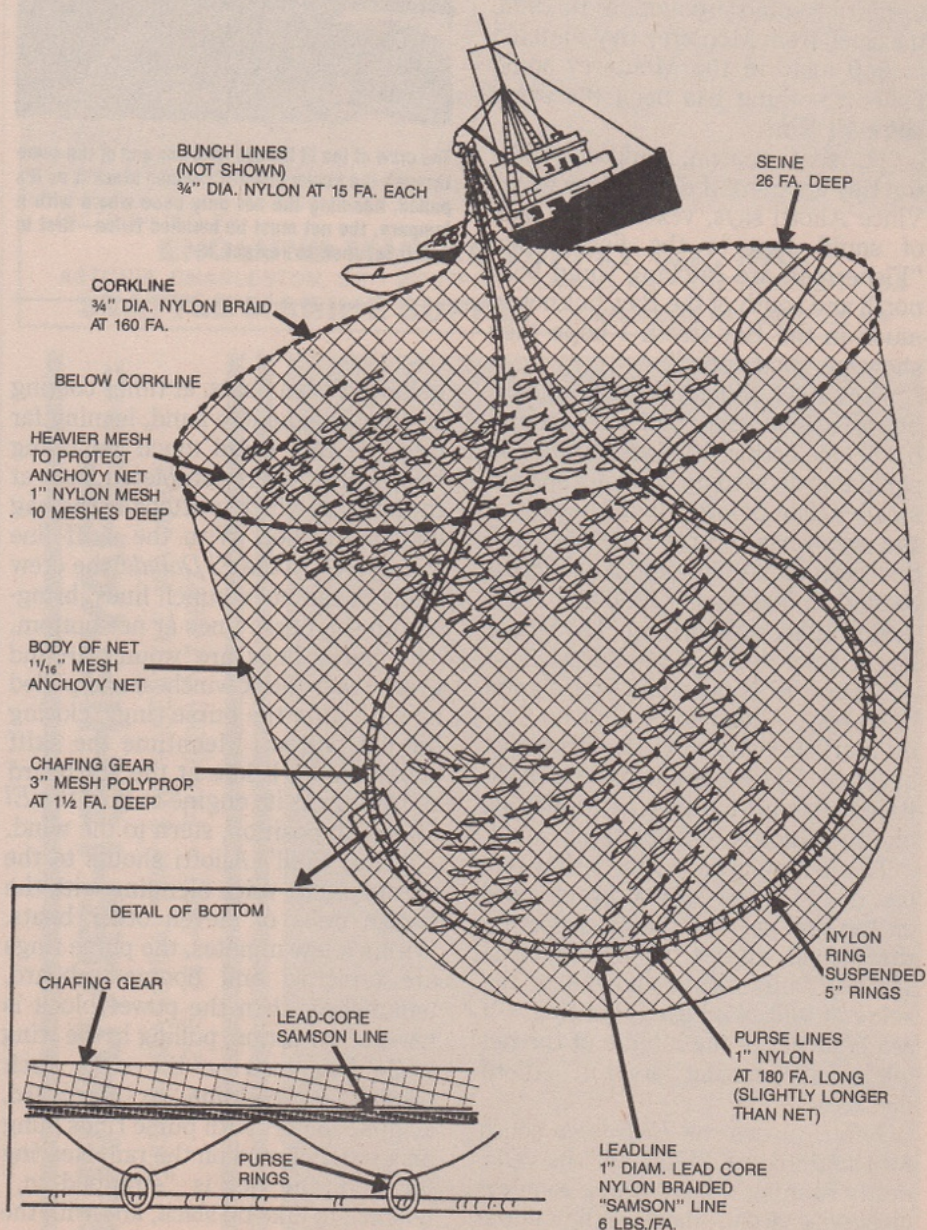 BUNCH LINES
(NOT SHOWN)
¾" DIA. NYLON AT 15 FA. EACH
SEINE
26 FA. DEEP
CORKLINE
¾" DIA. NYLON BRAID
AT 160 FA.
BELOW CORKLINE
HEAVIER MESH
TO PROTECT
ANCHOVY NET
1" NYLON MESH
10 MESHES DEEP
BODY OF NET
11/16" MESH
ANCHOVY NET
CHAFING GEAR
3" MESH POLYPROP.
AT 1½ FA. DEEP
DETAIL OF BOTTOM
CHAFING GEAR
LEAD-CORE
SAMSON LINE
PURSE
RINGS
NYLON
RING
SUSPENDED
5" RINGS
PURSE LINES
1" NYLON
AT 180 FA. LONG
(SLIGHTLY LONGER
THAN NET)
LEADLINE
1" DIAM. LEAD CORE
NYLON BRAIDED
"SAMSON" LINE
6 LBS./FA.